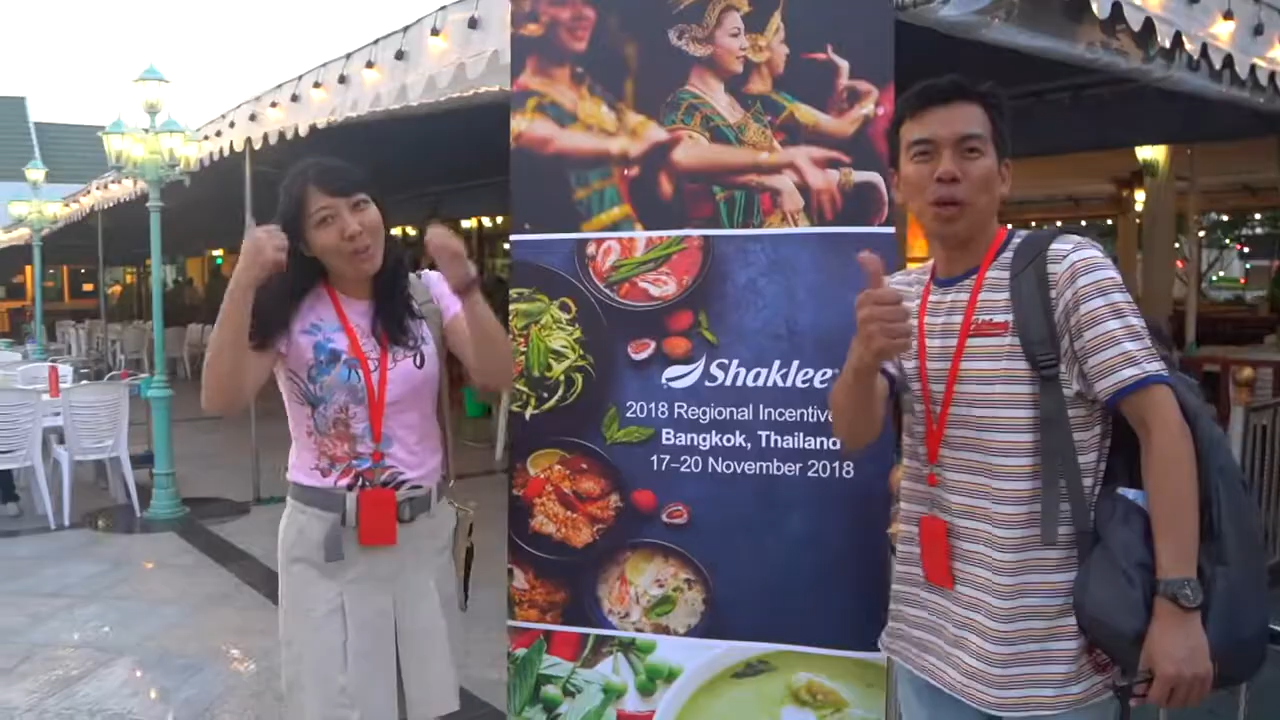 Shaklee
2018 Regional Incentive
Bangkok, Thailand
17–20 November 2018